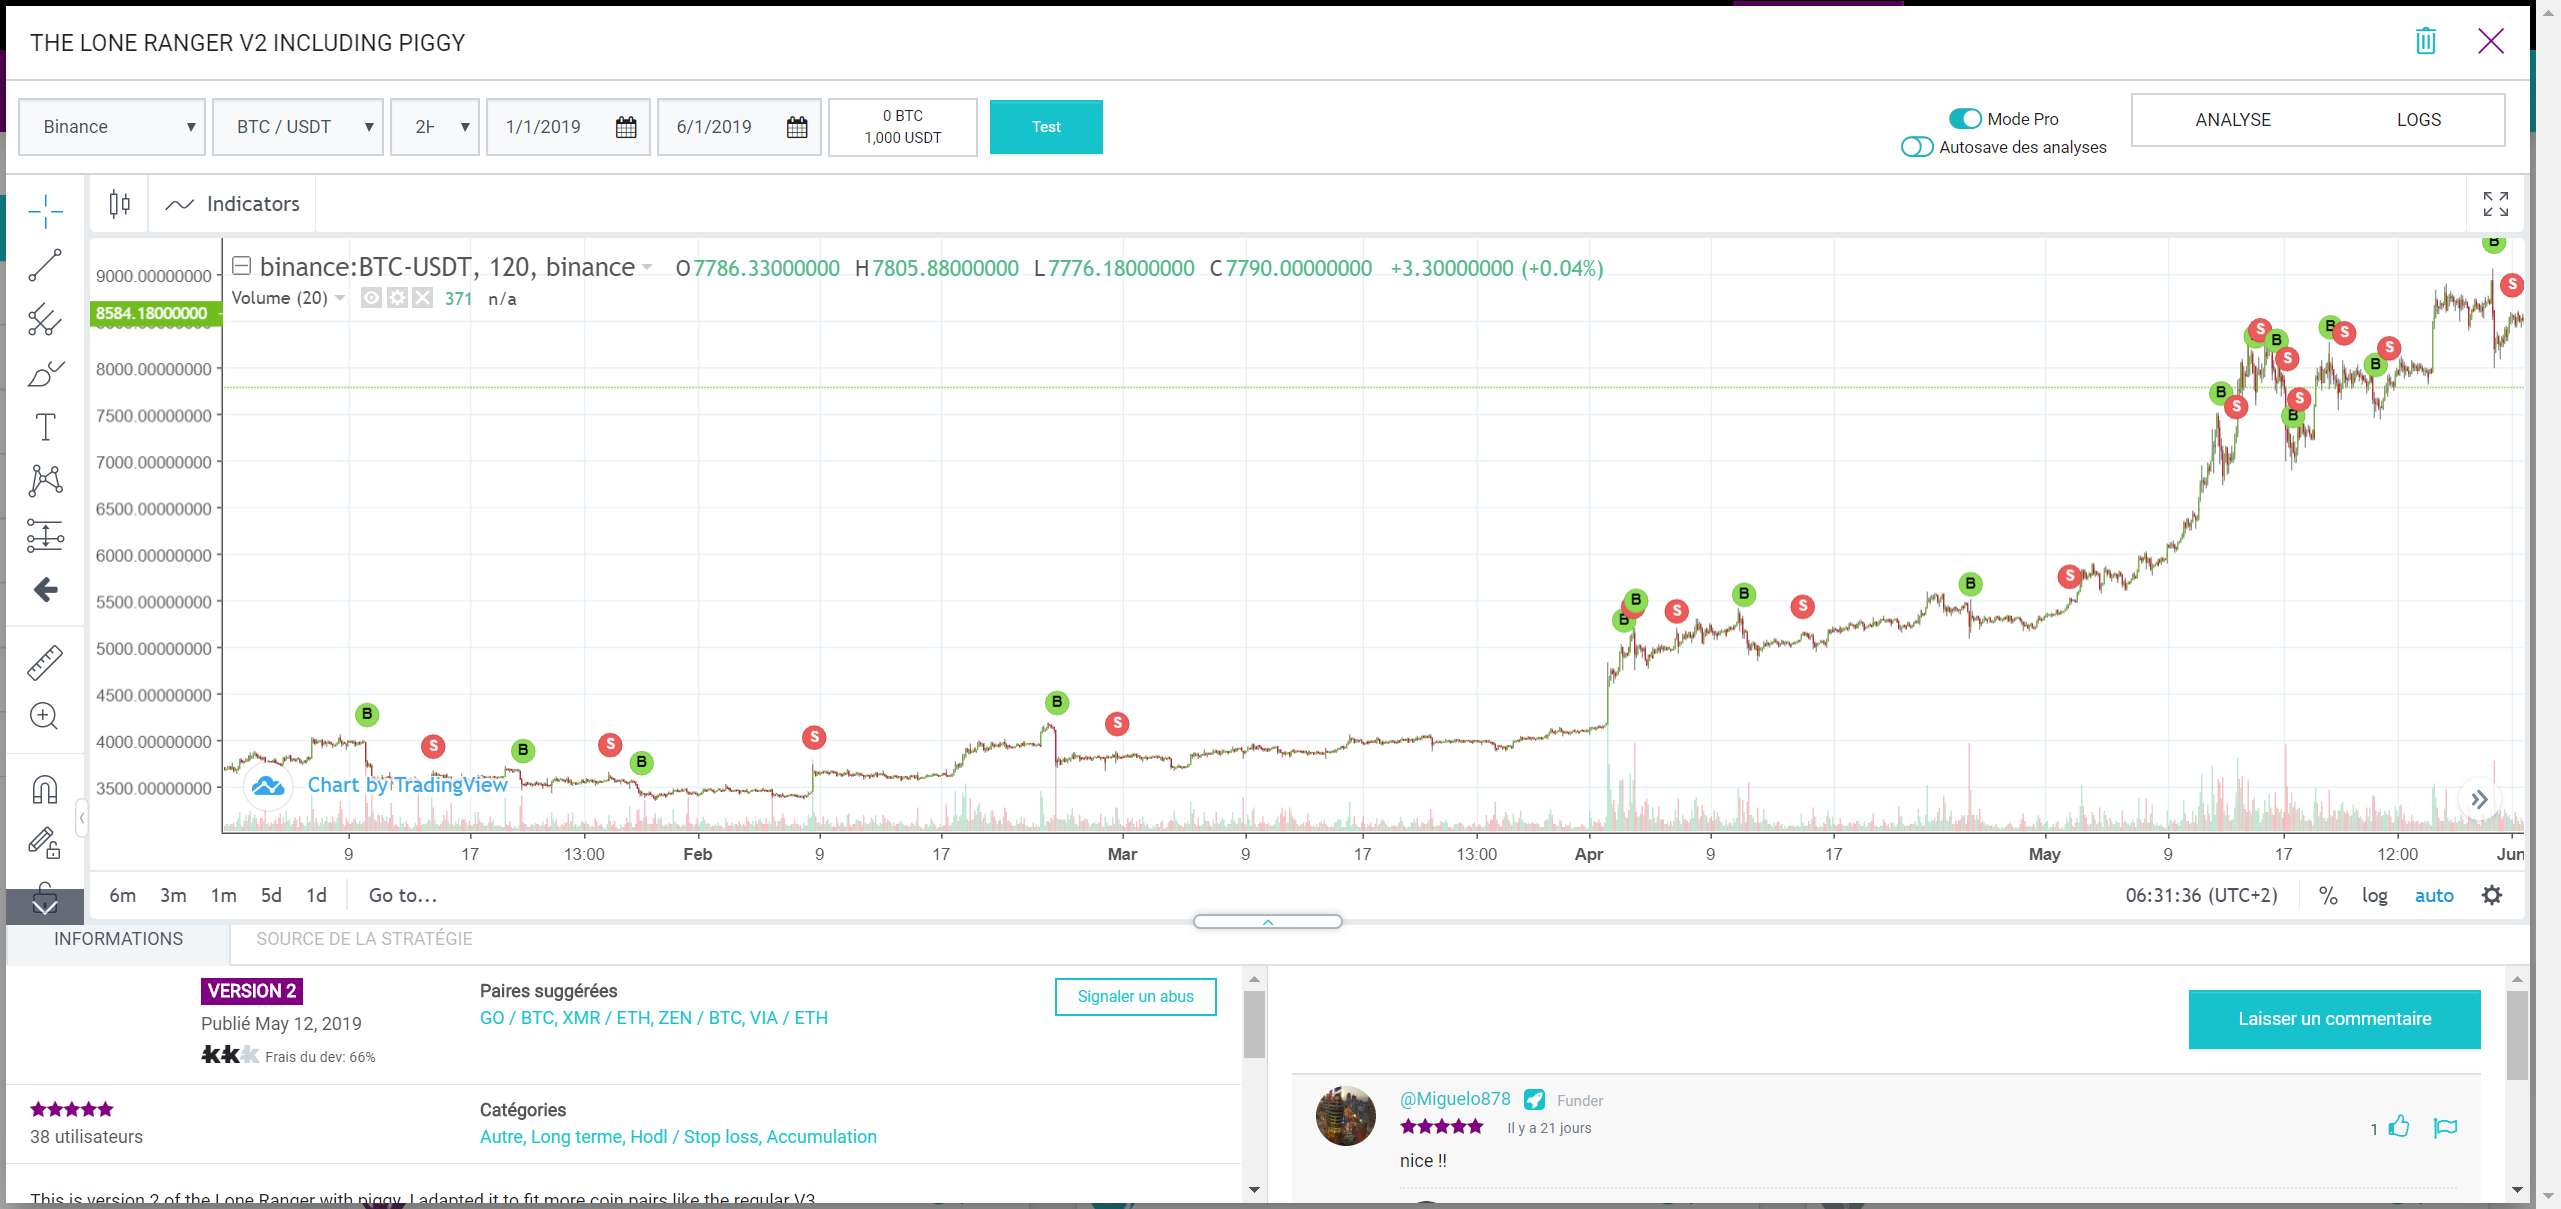 THE LONE RANGER V2 INCLUDING PIGGY
Binance
BTC / USDT
1/1/2019
6/1/2019
0 BTC
1,000 USDT
Test
Mode Pro
Autosave des analyses
ANALYSE
LOGS
Indicators
binance:BTC-USDT, 120, binance
O7786.33000000 H7805.88000000 L7776.18000000 C7790.00000000 +3.30000000 (+0.04%)
Volume (20)
371 n/a
9000.00000000
8584.18000000
8000.00000000
7500.00000000
7000.00000000
6500.00000000
6000.00000000
5500.00000000
5000.00000000
4500.00000000
4000.00000000
3500.00000000
B S B S B S B S B S B S B S B S B S B S B S B S B S B S
Chart by TradingView
9 17 13:00 Feb 9 17 Mar 9 17 13:00 Apr 9 17 May 9 17 12:00 Jun
6m 3m 1m 5d 1d Go to...
06:31:36 (UTC+2) % log auto
INFORMATIONS
SOURCE DE LA STRATÉGIE
VERSION 2
Publié May 12, 2019
Frais du dev: 66%
Paires suggérées
GO / BTC, XMR / ETH, ZEN / BTC, VIA / ETH
Signaler un abus
38 utilisateurs
Catégories
Autre, Long terme, Hodl / Stop loss, Accumulation
This is version 2 of the Lone Ranger with piggy. I adapted it to fit more coin pairs like the regular V3
Laisser un commentaire
@Miguelo878 Funder
Il y a 21 jours
1
nice !!